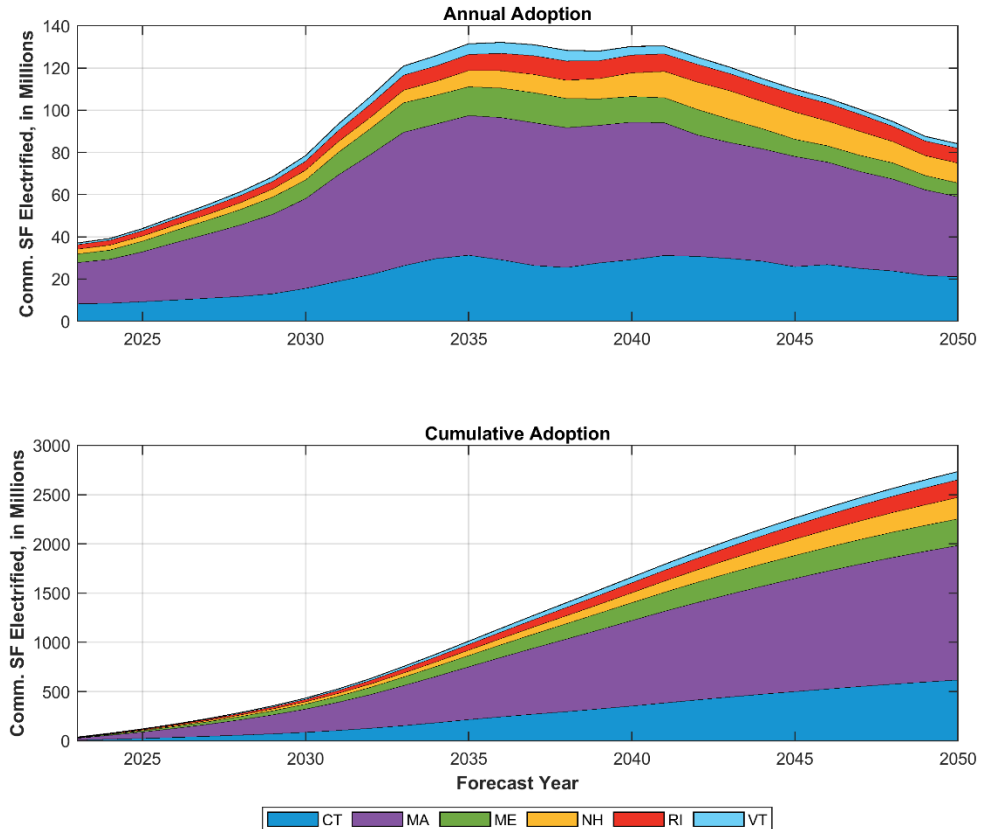 Annual Adoption
Comm. SF Electrified, in Millions
140
120
100
80
60
40
20
0
2025 2030 2035 2040 2045 2050
Cumulative Adoption
Comm. SF Electrified, in Millions
3000
2500
2000
1500
1000
500
0
2025 2030 2035 2040 2045 2050
Forecast Year
CT MA ME NH RI VT